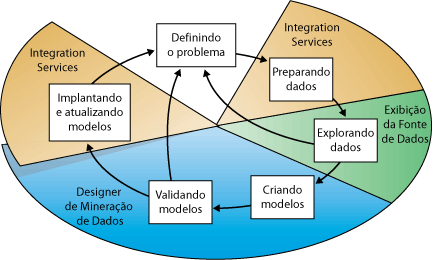 Definindo
o problema
Integration
Services
Integration
Services
Preparando
dados
Implantando
e atualizando
modelos
Exibição
da Fonte
de Dados
Explorando
dados
Criando
modelos
Validando
modelos
Designer
de Mineração
de Dados